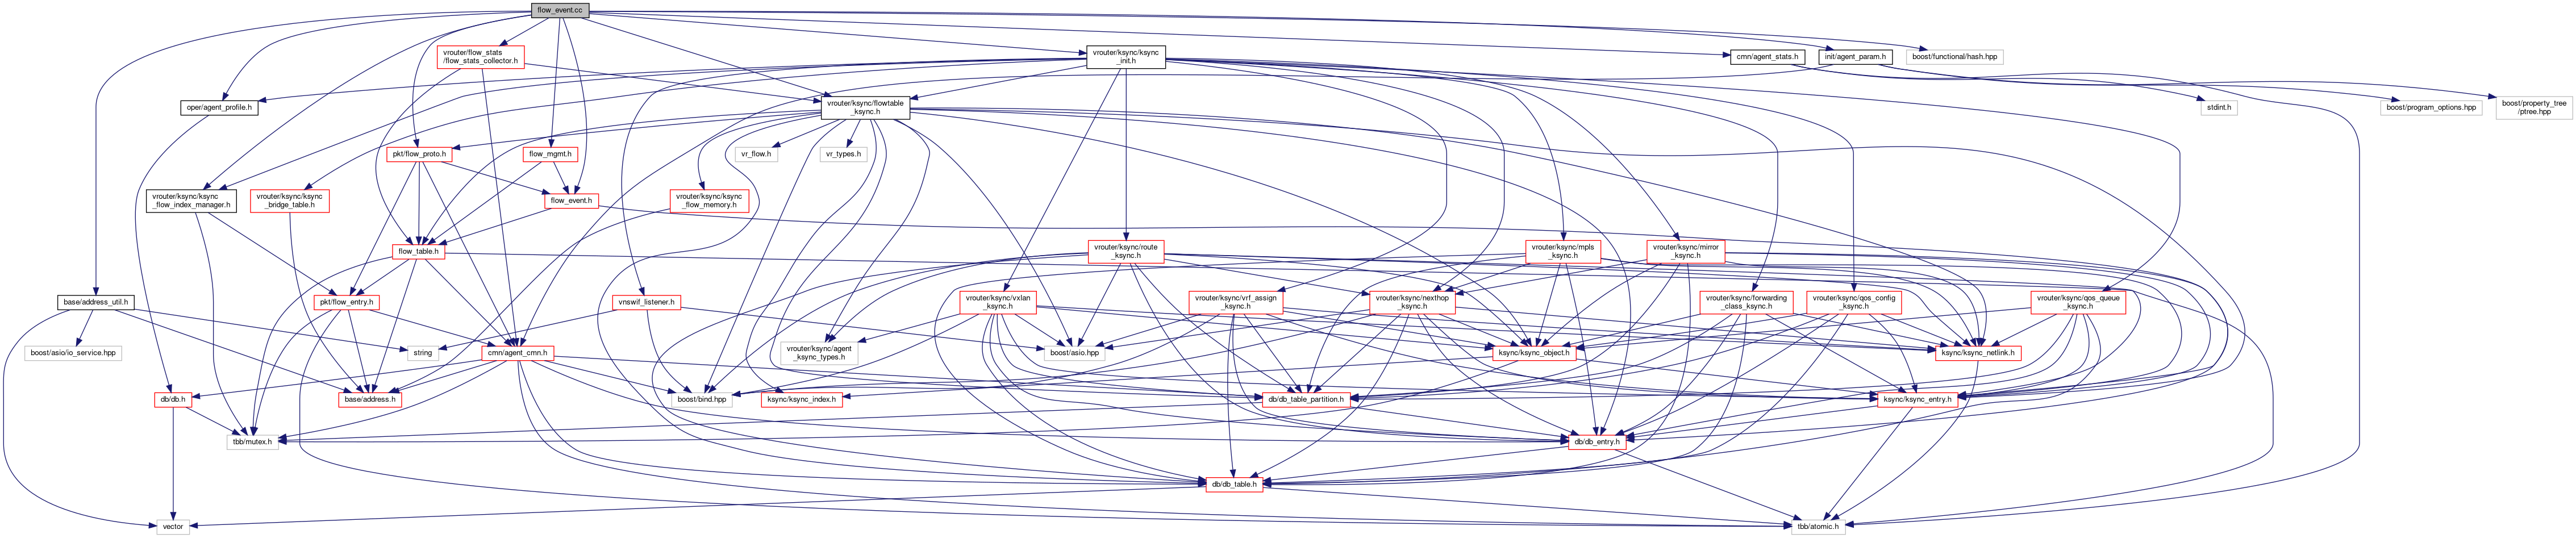 flow_event.cc
vrouter/flow_stats
/flow_stats_collector.h
vrouter/ksync/ksync
_init.h
cmn/agent_stats.h
init/agent_param.h
boost/functional/hash.hpp
oper/agent_profile.h
vrouter/ksync/flowtable
_ksync.h
stdint.h
boost/program_options.hpp
boost/property_tree
/ptree.hpp
pkt/flow_proto.h
flow_mgmt.h
vr_flow.h
vr_types.h
vrouter/ksync/ksync
_flow_index_manager.h
vrouter/ksync/ksync
_bridge_table.h
flow_event.h
vrouter/ksync/ksync
_flow_memory.h
flow_table.h
vrouter/ksync/route
_ksync.h
vrouter/ksync/mpls
_ksync.h
vrouter/ksync/mirror
_ksync.h
base/address_util.h
pkt/flow_entry.h
vnswif_listener.h
vrouter/ksync/vxlan
_ksync.h
vrouter/ksync/vrf_assign
_ksync.h
vrouter/ksync/nexthop
_ksync.h
vrouter/ksync/forwarding
_class_ksync.h
vrouter/ksync/qos_config
_ksync.h
vrouter/ksync/qos_queue
_ksync.h
boost/asio/io_service.hpp
string
cmn/agent_cmn.h
vrouter/ksync/agent
_ksync_types.h
boost/asio.hpp
ksync/ksync_object.h
ksync/ksync_netlink.h
db/db.h
base/address.h
boost/bind.hpp
ksync/ksync_index.h
db/db_table_partition.h
ksync/ksync_entry.h
tbb/mutex.h
db/db_entry.h
db/db_table.h
vector
tbb/atomic.h